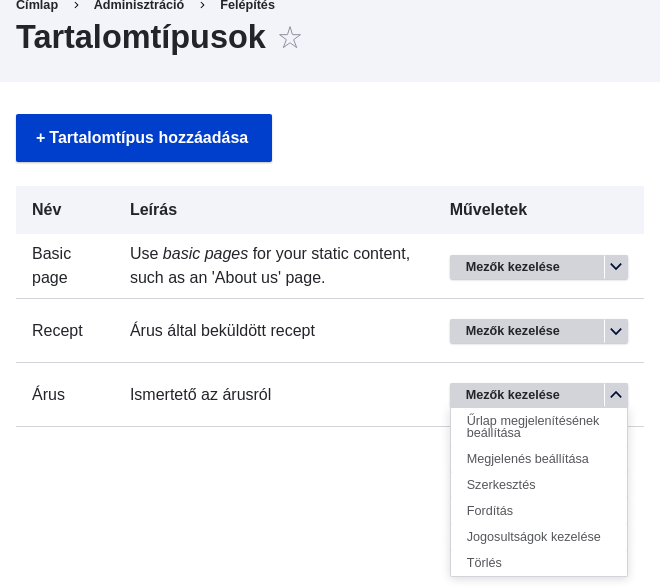 Címlap > Adminisztráció > Felépítés
Tartalomtípusok ☆
+ Tartalomtípus hozzáadása
Név Leírás Műveletek
Basic page
Use basic pages for your static content,
such as an 'About us' page.
Mezők kezelése
Recept Árus által beküldött recept Mezők kezelése
Árus Ismertető az árusról Mezők kezelése
Űrlap megjelenítésének
beállítása
Megjelenés beállítása
Szerkesztés
Fordítás
Jogosultságok kezelése
Törlés